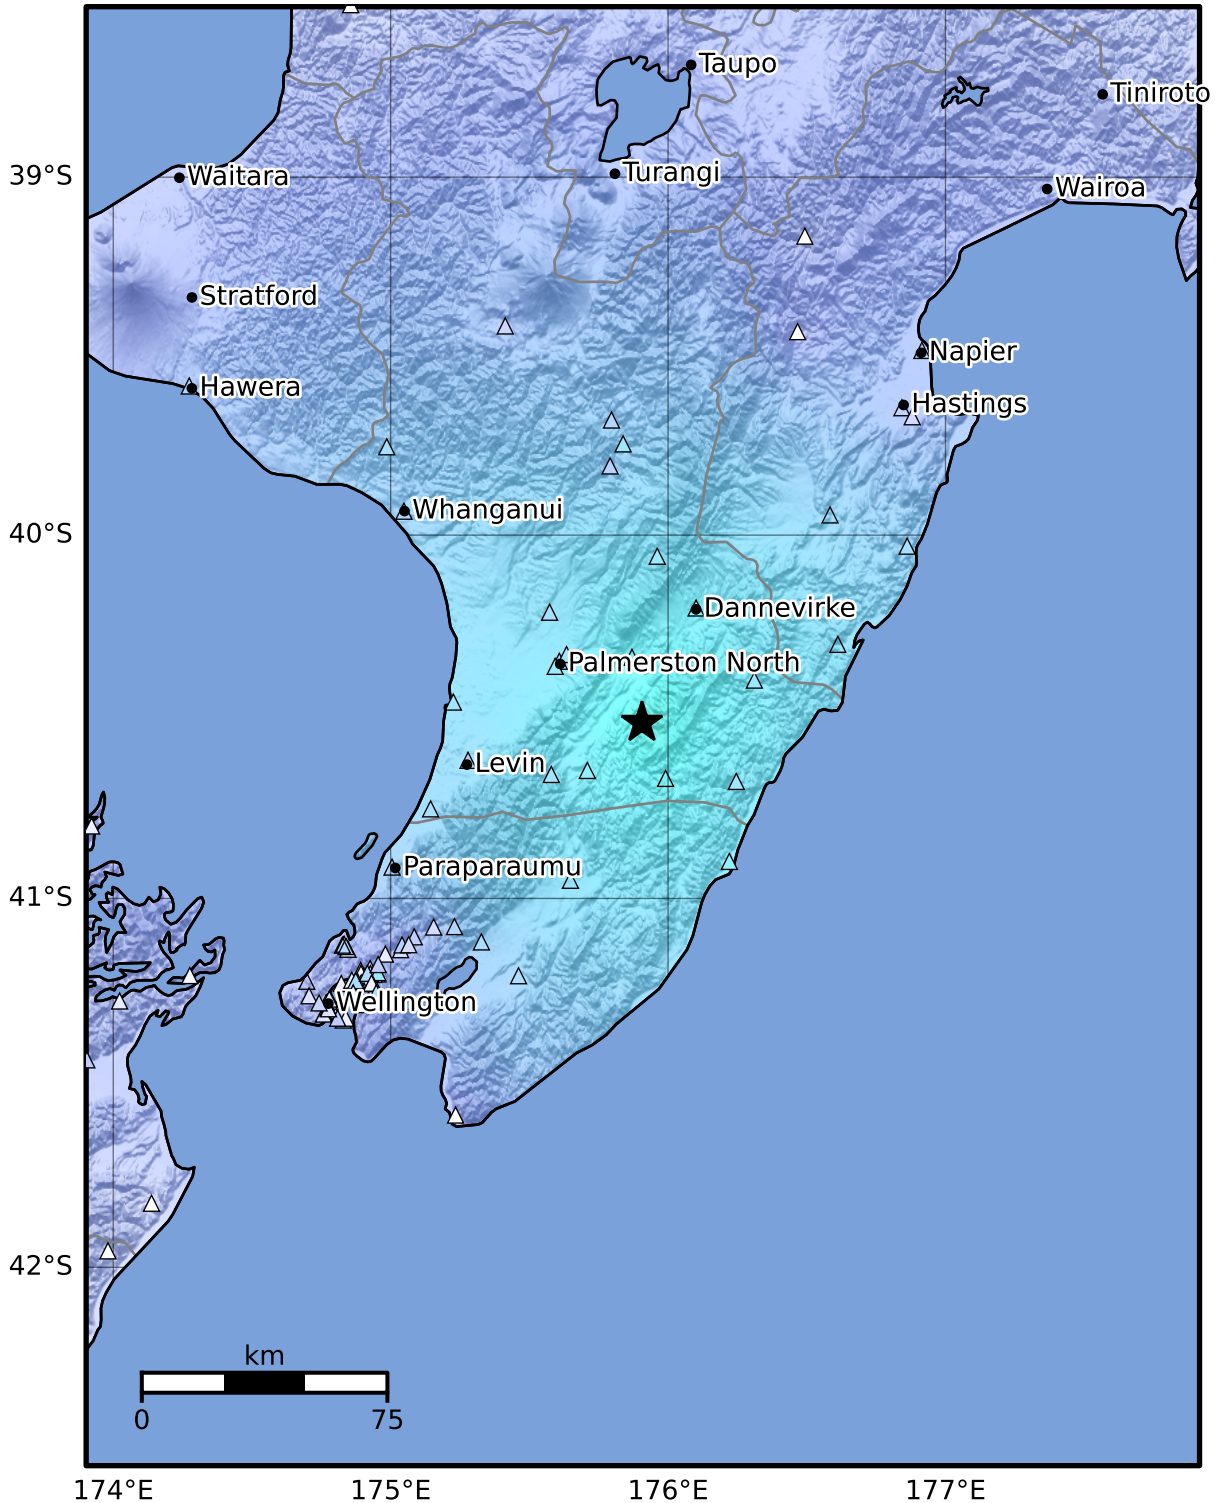 Taupo
Tiniroto
39°S
Waitara
Turangi
Wairoa
Stratford
Napier
Hawera
Hastings
Whanganui
40°S
Dannevirke
Palmerston North
Levin
Paraparaumu
41°S
Wellington
42°S
km
0
75
174°E
175°E
176°E
177°E